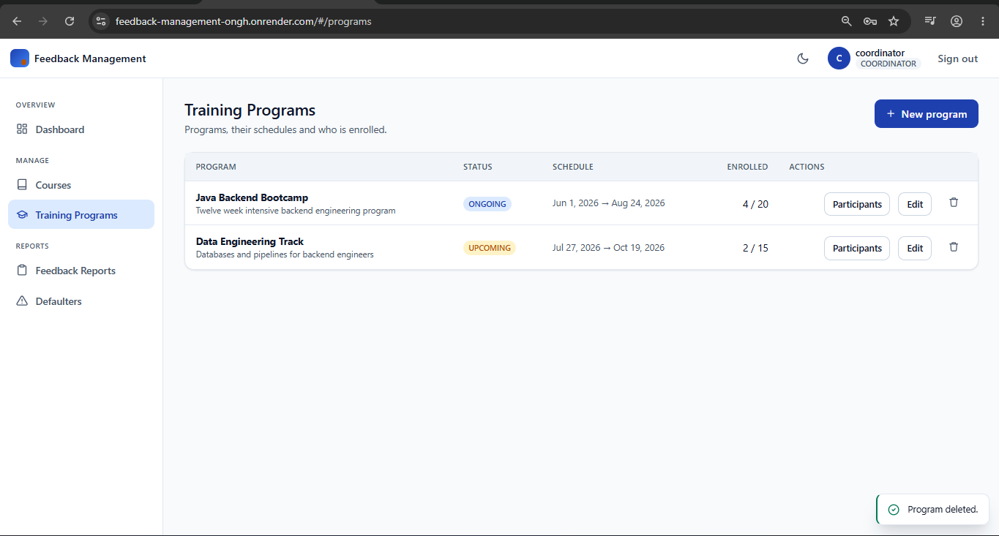 feedback-management-ongh.onrender.com/#/programs
Feedback Management
C
coordinator
COORDINATOR
Sign out
OVERVIEW
Dashboard
MANAGE
Courses
Training Programs
REPORTS
Feedback Reports
Defaulters
Training Programs
Programs, their schedules and who is enrolled.
+ New program
PROGRAM STATUS SCHEDULE ENROLLED ACTIONS
Java Backend Bootcamp
Twelve week intensive backend engineering program
ONGOING
Jun 1, 2026 → Aug 24, 2026
4 / 20
Participants
Edit
Data Engineering Track
Databases and pipelines for backend engineers
UPCOMING
Jul 27, 2026 → Oct 19, 2026
2 / 15
Participants
Edit
Program deleted.